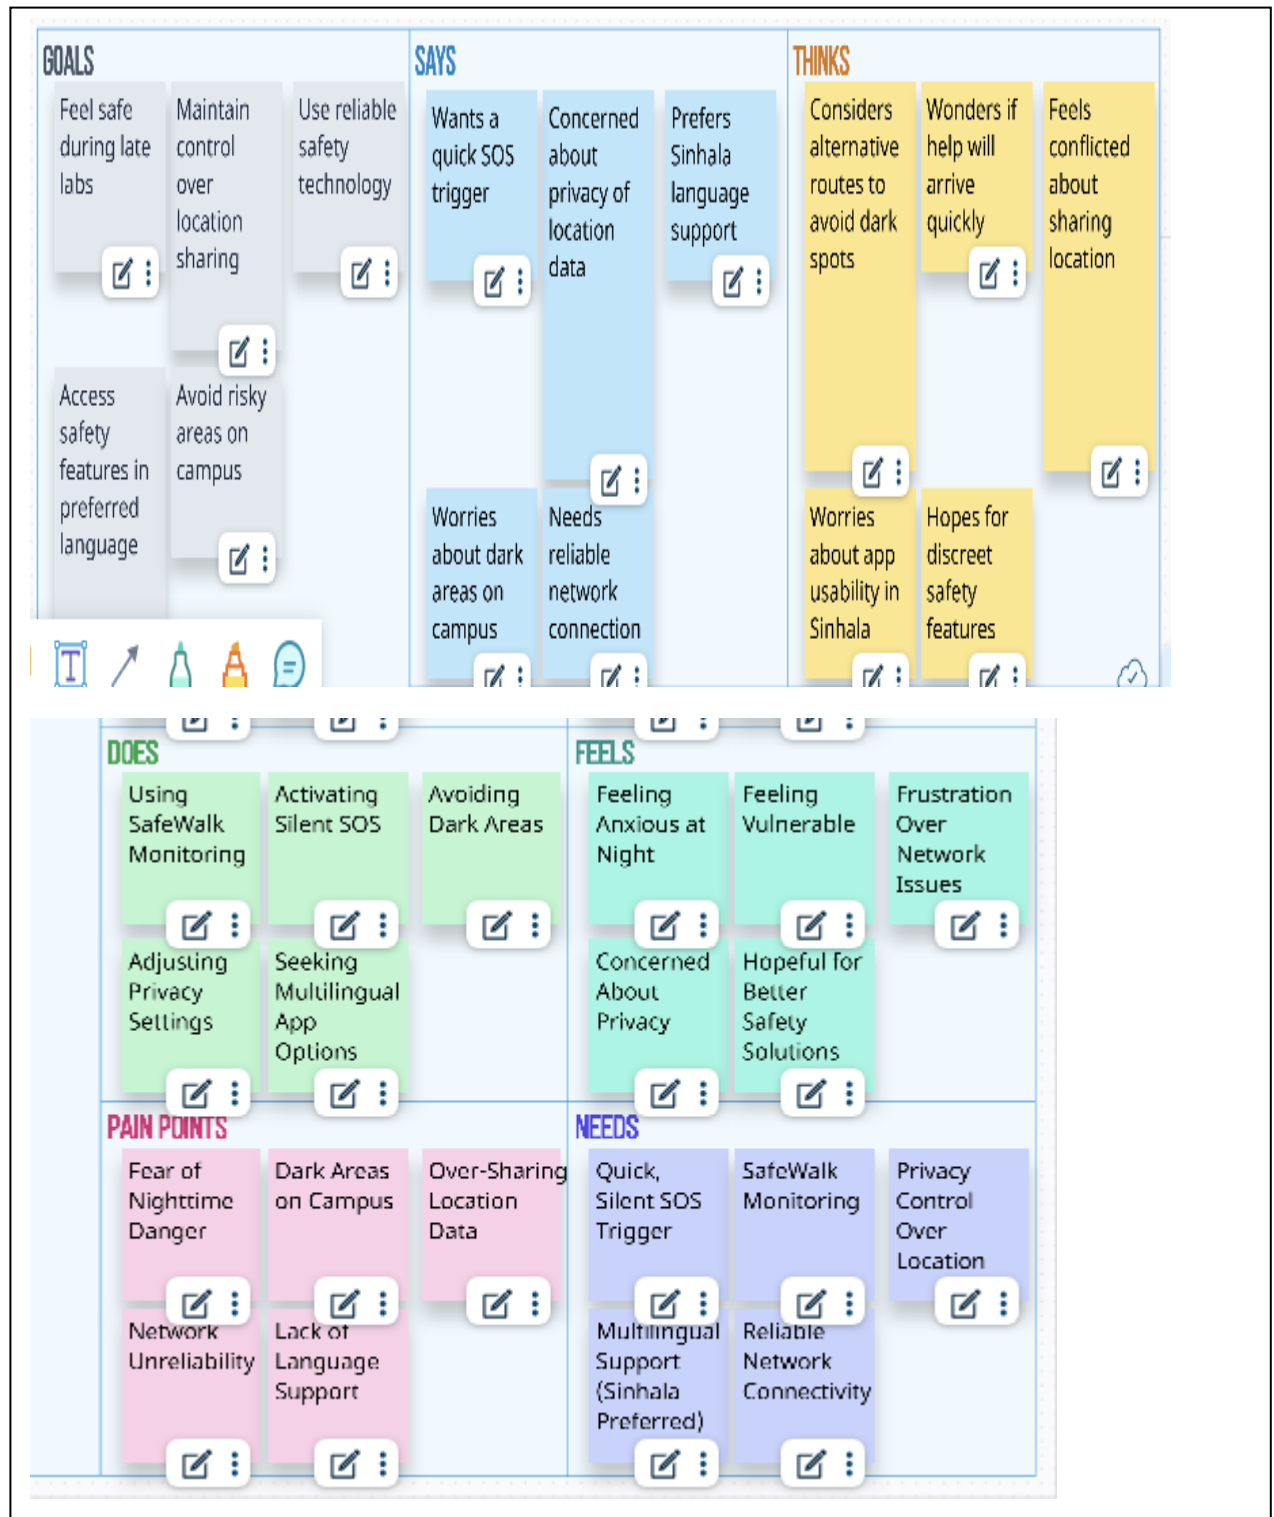 GOALS
Feel safe
during late
labs
Maintain
control
over
location
sharing
Use reliable
safety
technology
Access
safety
features in
preferred
language
Avoid risky
areas on
campus
SAYS
Wants a
quick SOS
trigger
Concerned
about
privacy of
location
data
Prefers
Sinhala
language
support
Worries
about dark
areas on
campus
Needs
reliable
network
connection
THINKS
Considers
alternative
routes to
avoid dark
spots
Wonders if
help will
arrive
quickly
Feels
conflicted
about
sharing
location
Worries
about app
usability in
Sinhala
Hopes for
discreet
safety
features
T
DOES
Using
SafeWalk
Monitoring
Activating
Silent SOS
Avoiding
Dark Areas
Adjusting
Privacy
Settings
Seeking
Multilingual
App
Options
FEELS
Feeling
Anxious at
Night
Feeling
Vulnerable
Frustration
Over
Network
Issues
Concerned
About
Privacy
Hopeful for
Better
Safety
Solutions
PAIN POINTS
Fear of
Nighttime
Danger
Dark Areas
on Campus
Over-Sharing
Location
Data
Network
Unreliability
Lack of
Language
Support
NEEDS
Quick,
Silent SOS
Trigger
SafeWalk
Monitoring
Privacy
Control
Over
Location
Multilingual
Support
(Sinhala
Preferred)
Reliable
Network
Connectivity